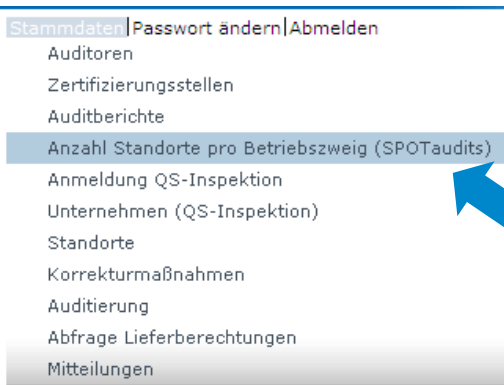 Stammdaten|Passwort ändern|Abmelden
Auditoren
Zertifizierungsstellen
Auditberichte
Anzahl Standorte pro Betriebszweig (SPOTaudits)
Anmeldung QS-Inspektion
Unternehmen (QS-Inspektion)
Standorte
Korrekturmaßnahmen
Auditierung
Abfrage Lieferberechtungen
Mitteilungen